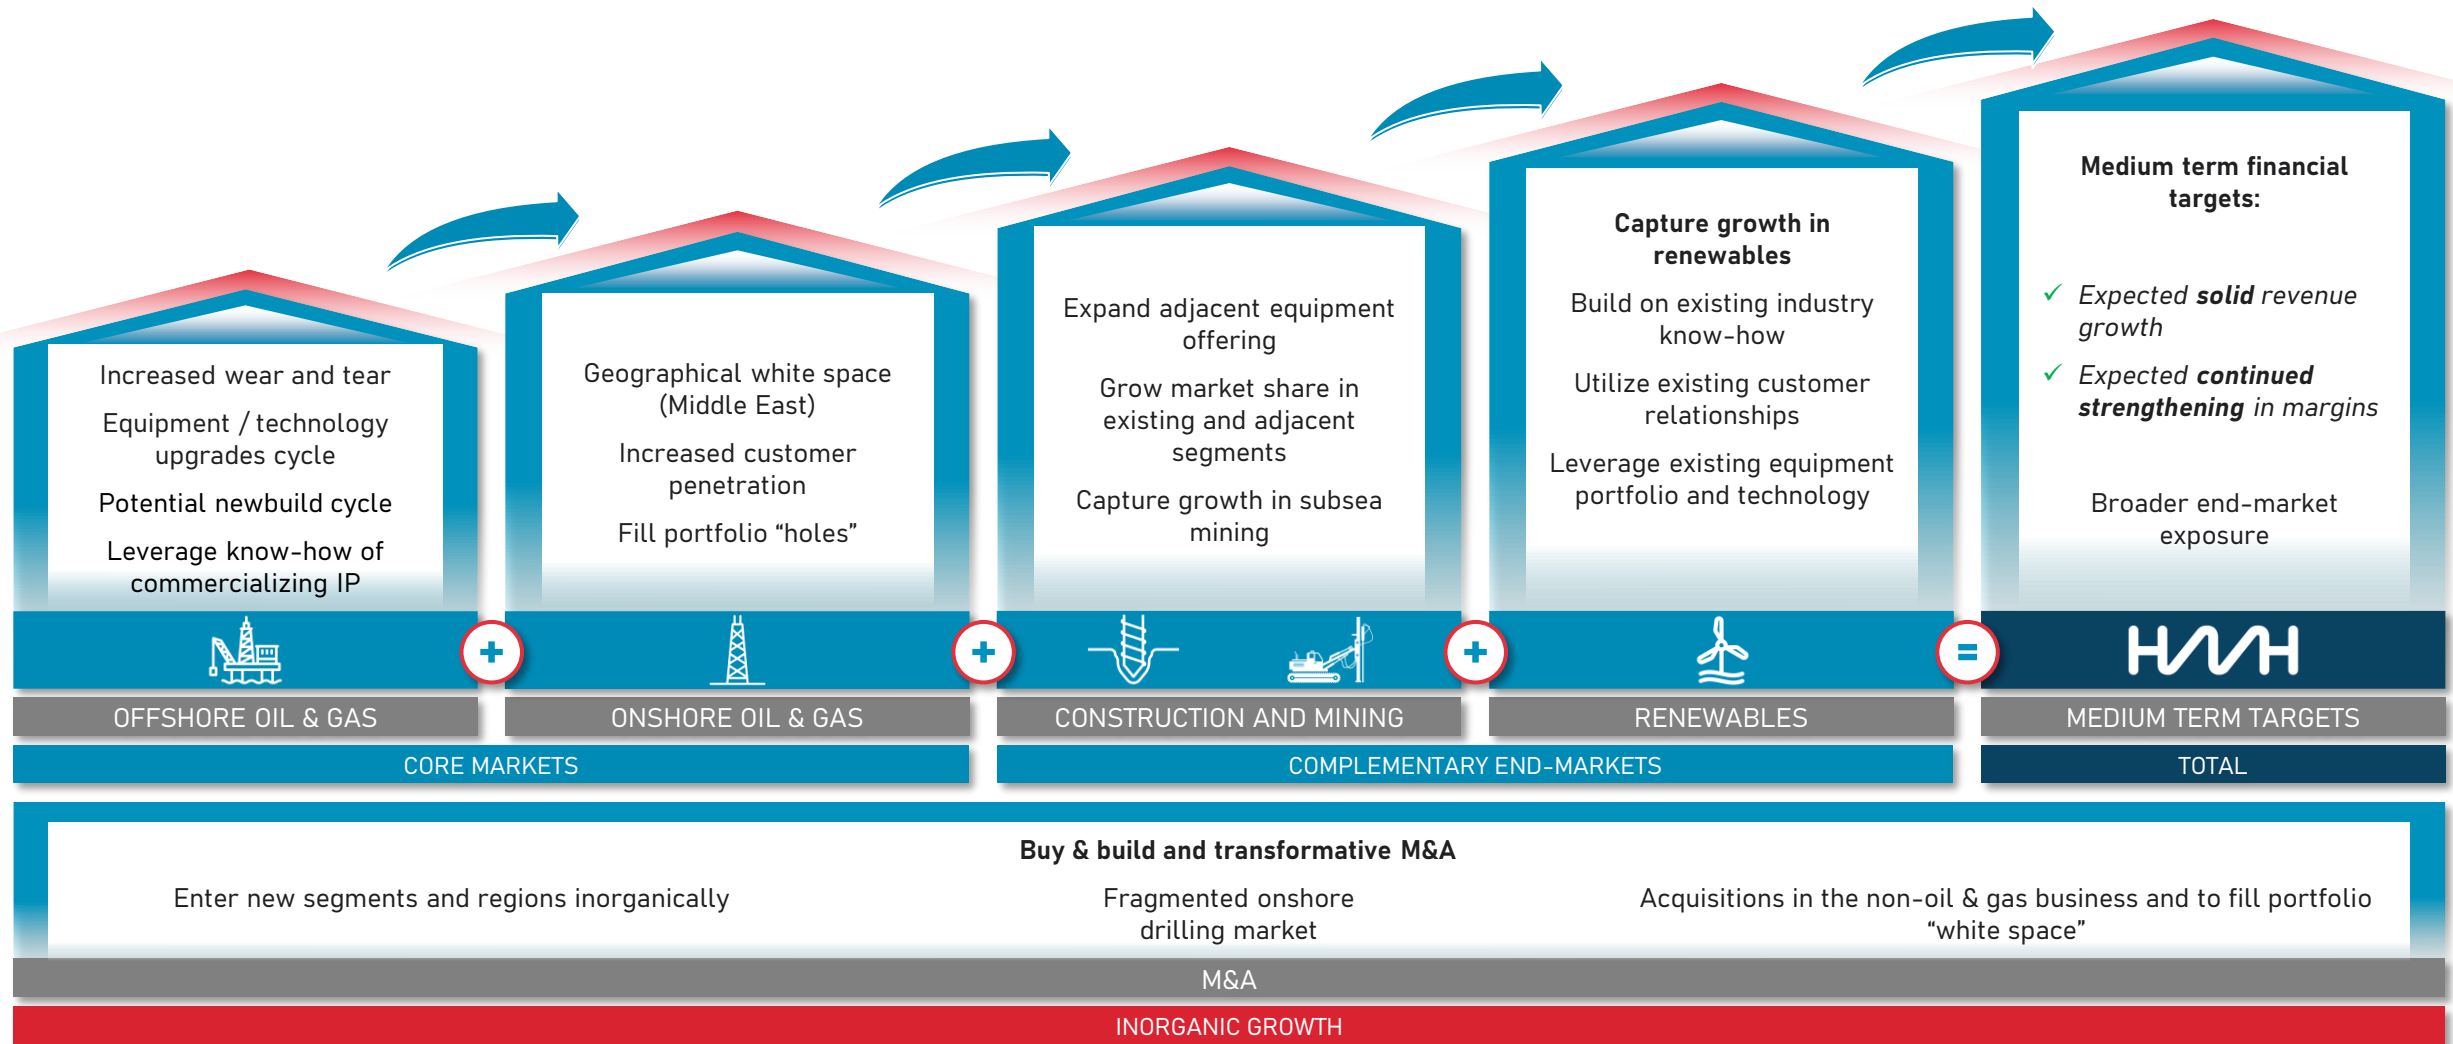 Increased wear and tear
Equipment / technology
upgrades cycle
Potential newbuild cycle
Leverage know-how of
commercializing IP
OFFSHORE OIL & GAS
Geographical white space
(Middle East)
Increased customer
penetration
Fill portfolio “holes”
ONSHORE OIL & GAS
CORE MARKETS
Expand adjacent equipment
offering
Grow market share in
existing and adjacent
segments
Capture growth in subsea
mining
CONSTRUCTION AND MINING
Capture growth in
renewables
Build on existing industry
know-how
Utilize existing customer
relationships
Leverage existing equipment
portfolio and technology
RENEWABLES
COMPLEMENTARY END-MARKETS
Medium term financial
targets:
✓ Expected solid revenue
growth
✓ Expected continued
strengthening in margins
Broader end-market
exposure
HMH
MEDIUM TERM TARGETS
TOTAL
+
+
+
=
Buy & build and transformative M&A
Enter new segments and regions inorganically
Fragmented onshore
drilling market
Acquisitions in the non-oil & gas business and to fill portfolio
“white space”
M&A
INORGANIC GROWTH